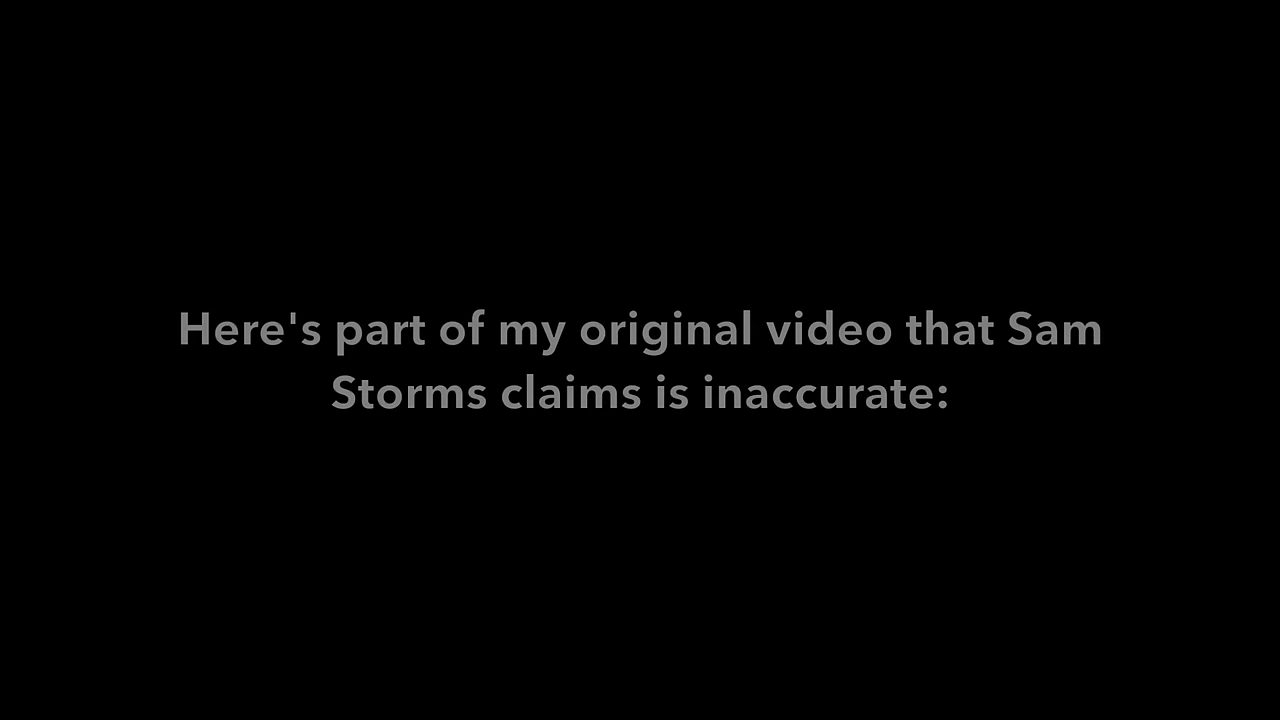 Here's part of my original video that Sam
Storms claims is inaccurate: